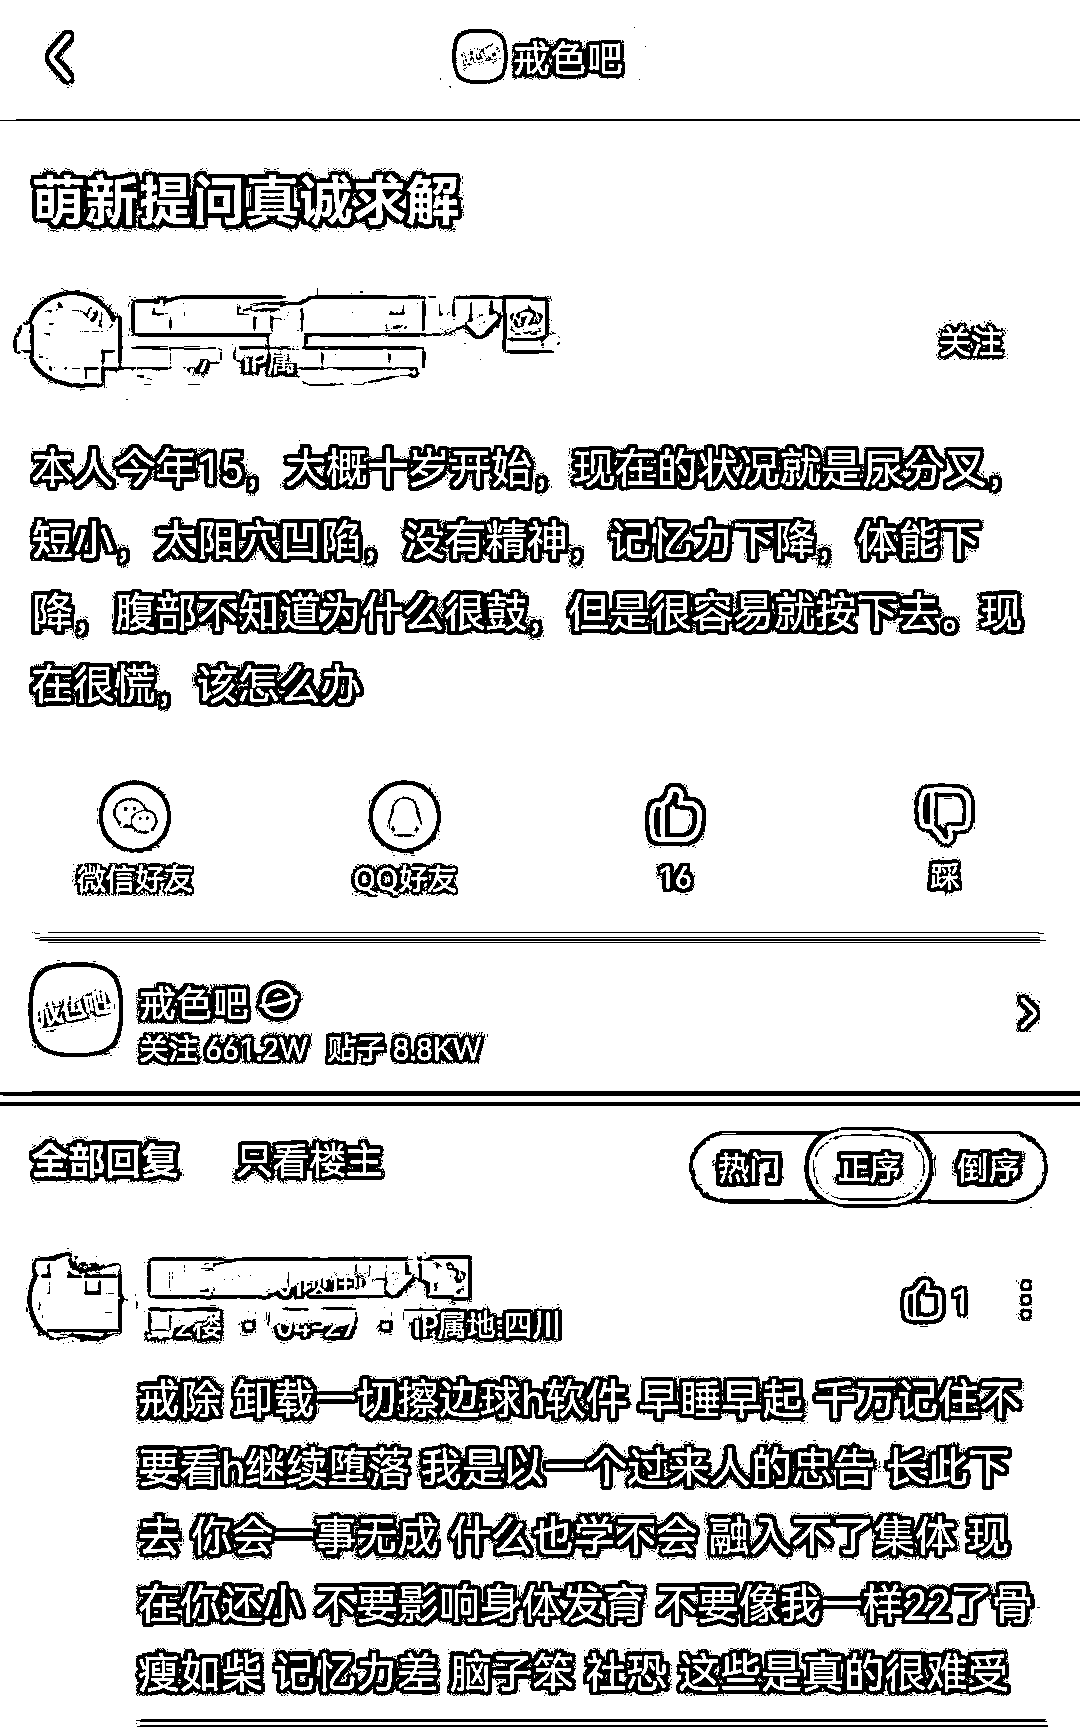 戒色吧
萌新提问真诚求解
IP属
关注
本人今年15，大概十岁开始，现在的状况就是尿分叉，
短小，太阳穴凹陷，没有精神，记忆力下降，体能下
降，腹部不知道为什么很鼓，但是很容易就按下去。现
在很慌，该怎么办
微信好友 QQ好友 16 踩
戒色吧
戒色吧
关注 661.2W 贴子 8.8KW
全部回复 只看楼主 热门 正序 倒序
1
第2楼 · 04-27 · IP属地:四川
戒除 卸载一切擦边球h软件 早睡早起 千万记住不
要看h继续堕落 我是以一个过来人的忠告 长此下
去 你会一事无成 什么也学不会 融入不了集体 现
在你还小 不要影响身体发育 不要像我一样22了骨
瘦如柴 记忆力差 脑子笨 社恐 这些是真的很难受